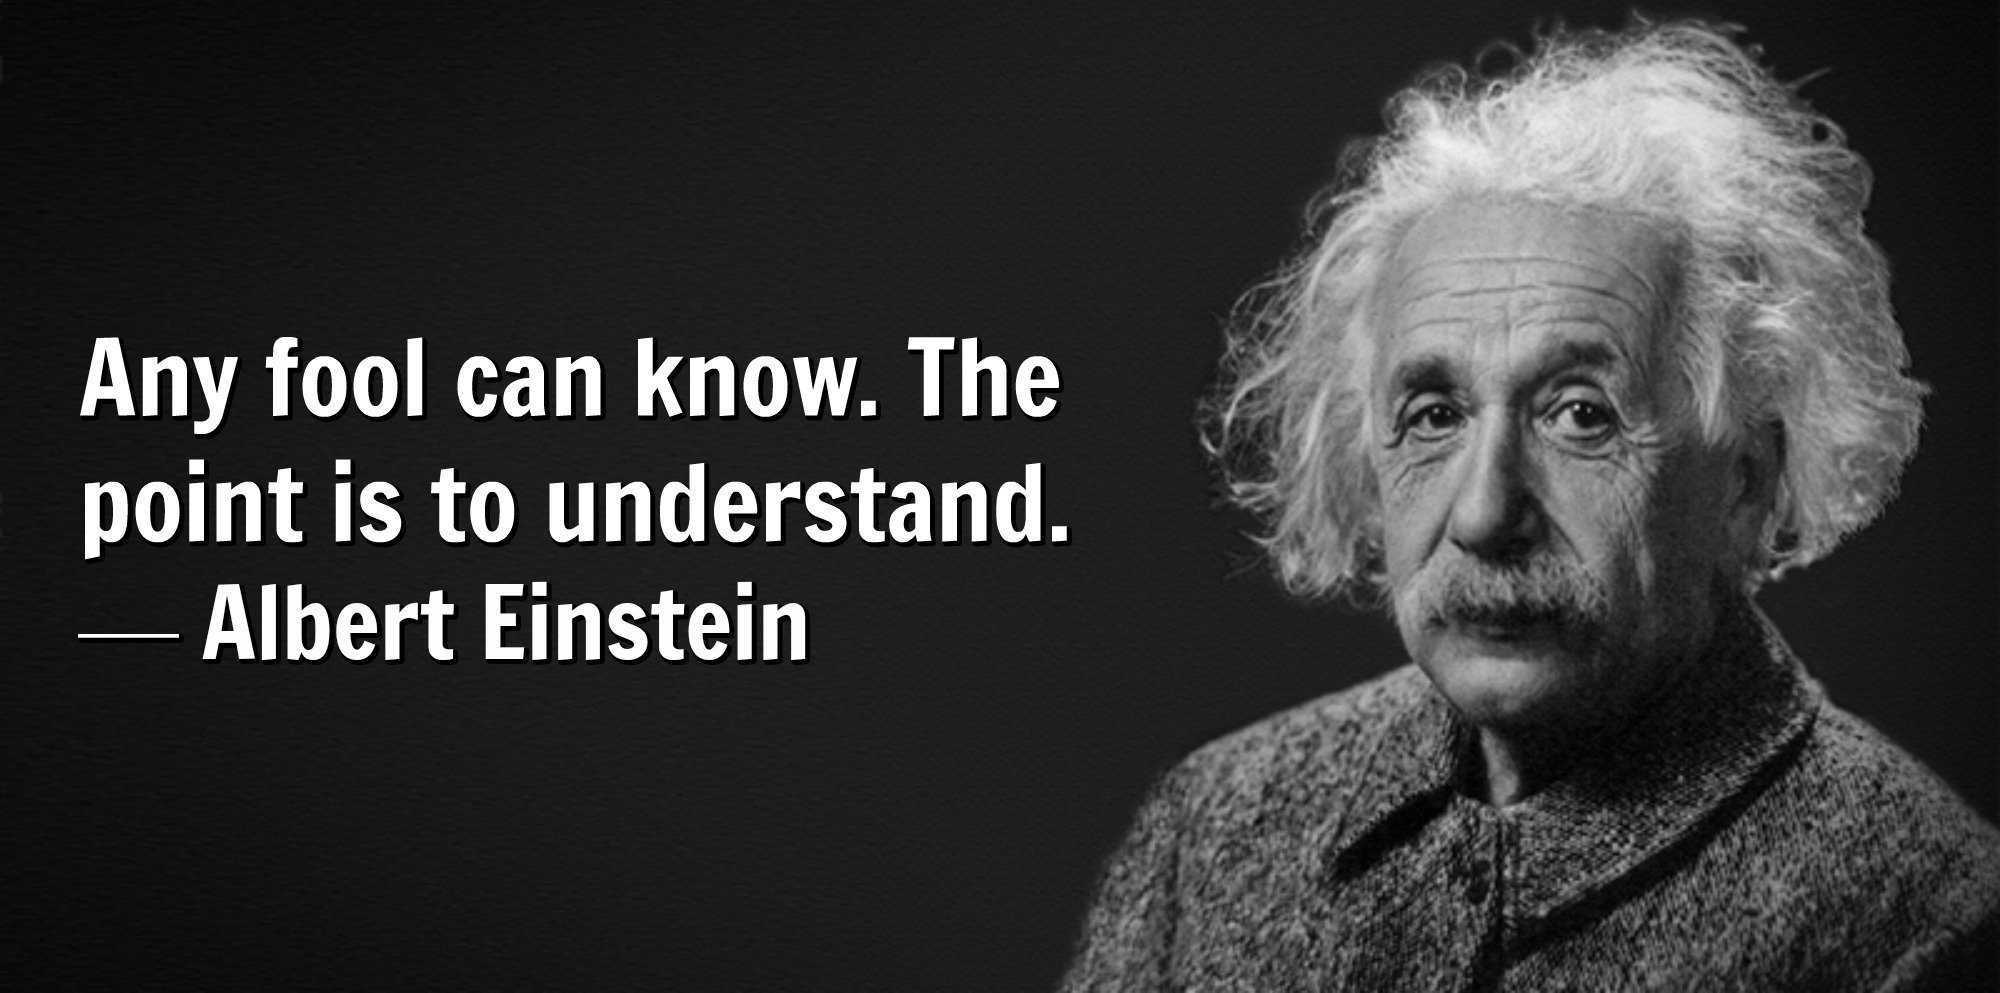 Any fool can know. The
point is to understand.
— Albert Einstein